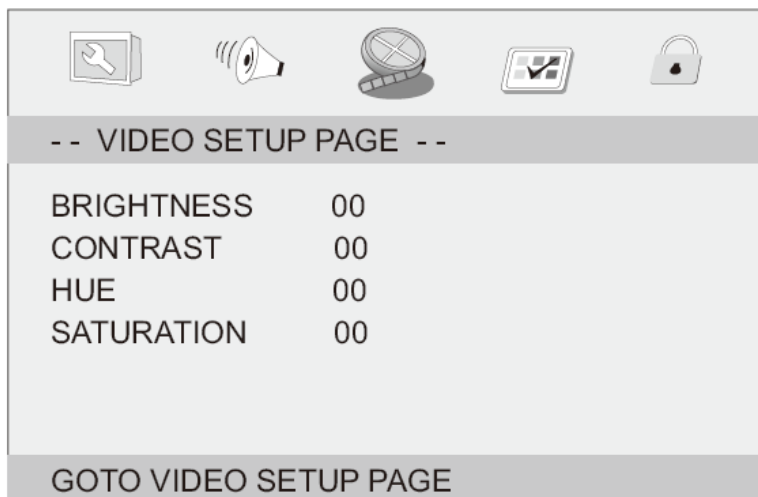 -- VIDEO SETUP PAGE --
BRIGHTNESS 00
CONTRAST 00
HUE 00
SATURATION 00
GOTO VIDEO SETUP PAGE